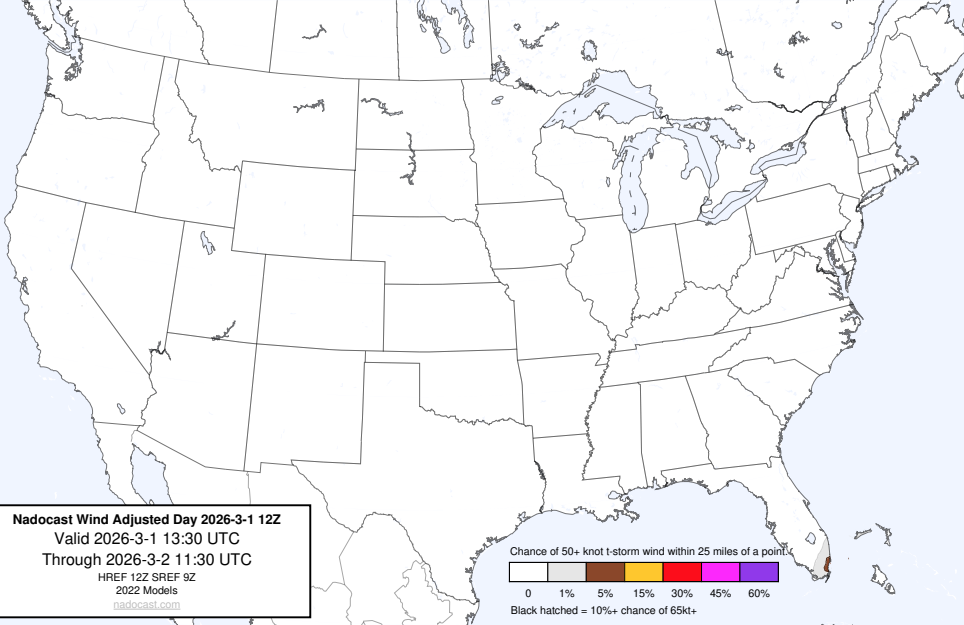 Nadocast Wind Adjusted Day 2026-3-1 12Z
Valid 2026-3-1 13:30 UTC
Through 2026-3-2 11:30 UTC
HREF 12Z SREF 9Z
2022 Models
nadocast.com
Chance of 50+ knot t-storm wind within 25 miles of a point.
0 1% 5% 15% 30% 45% 60%
Black hatched = 10%+ chance of 65kt+